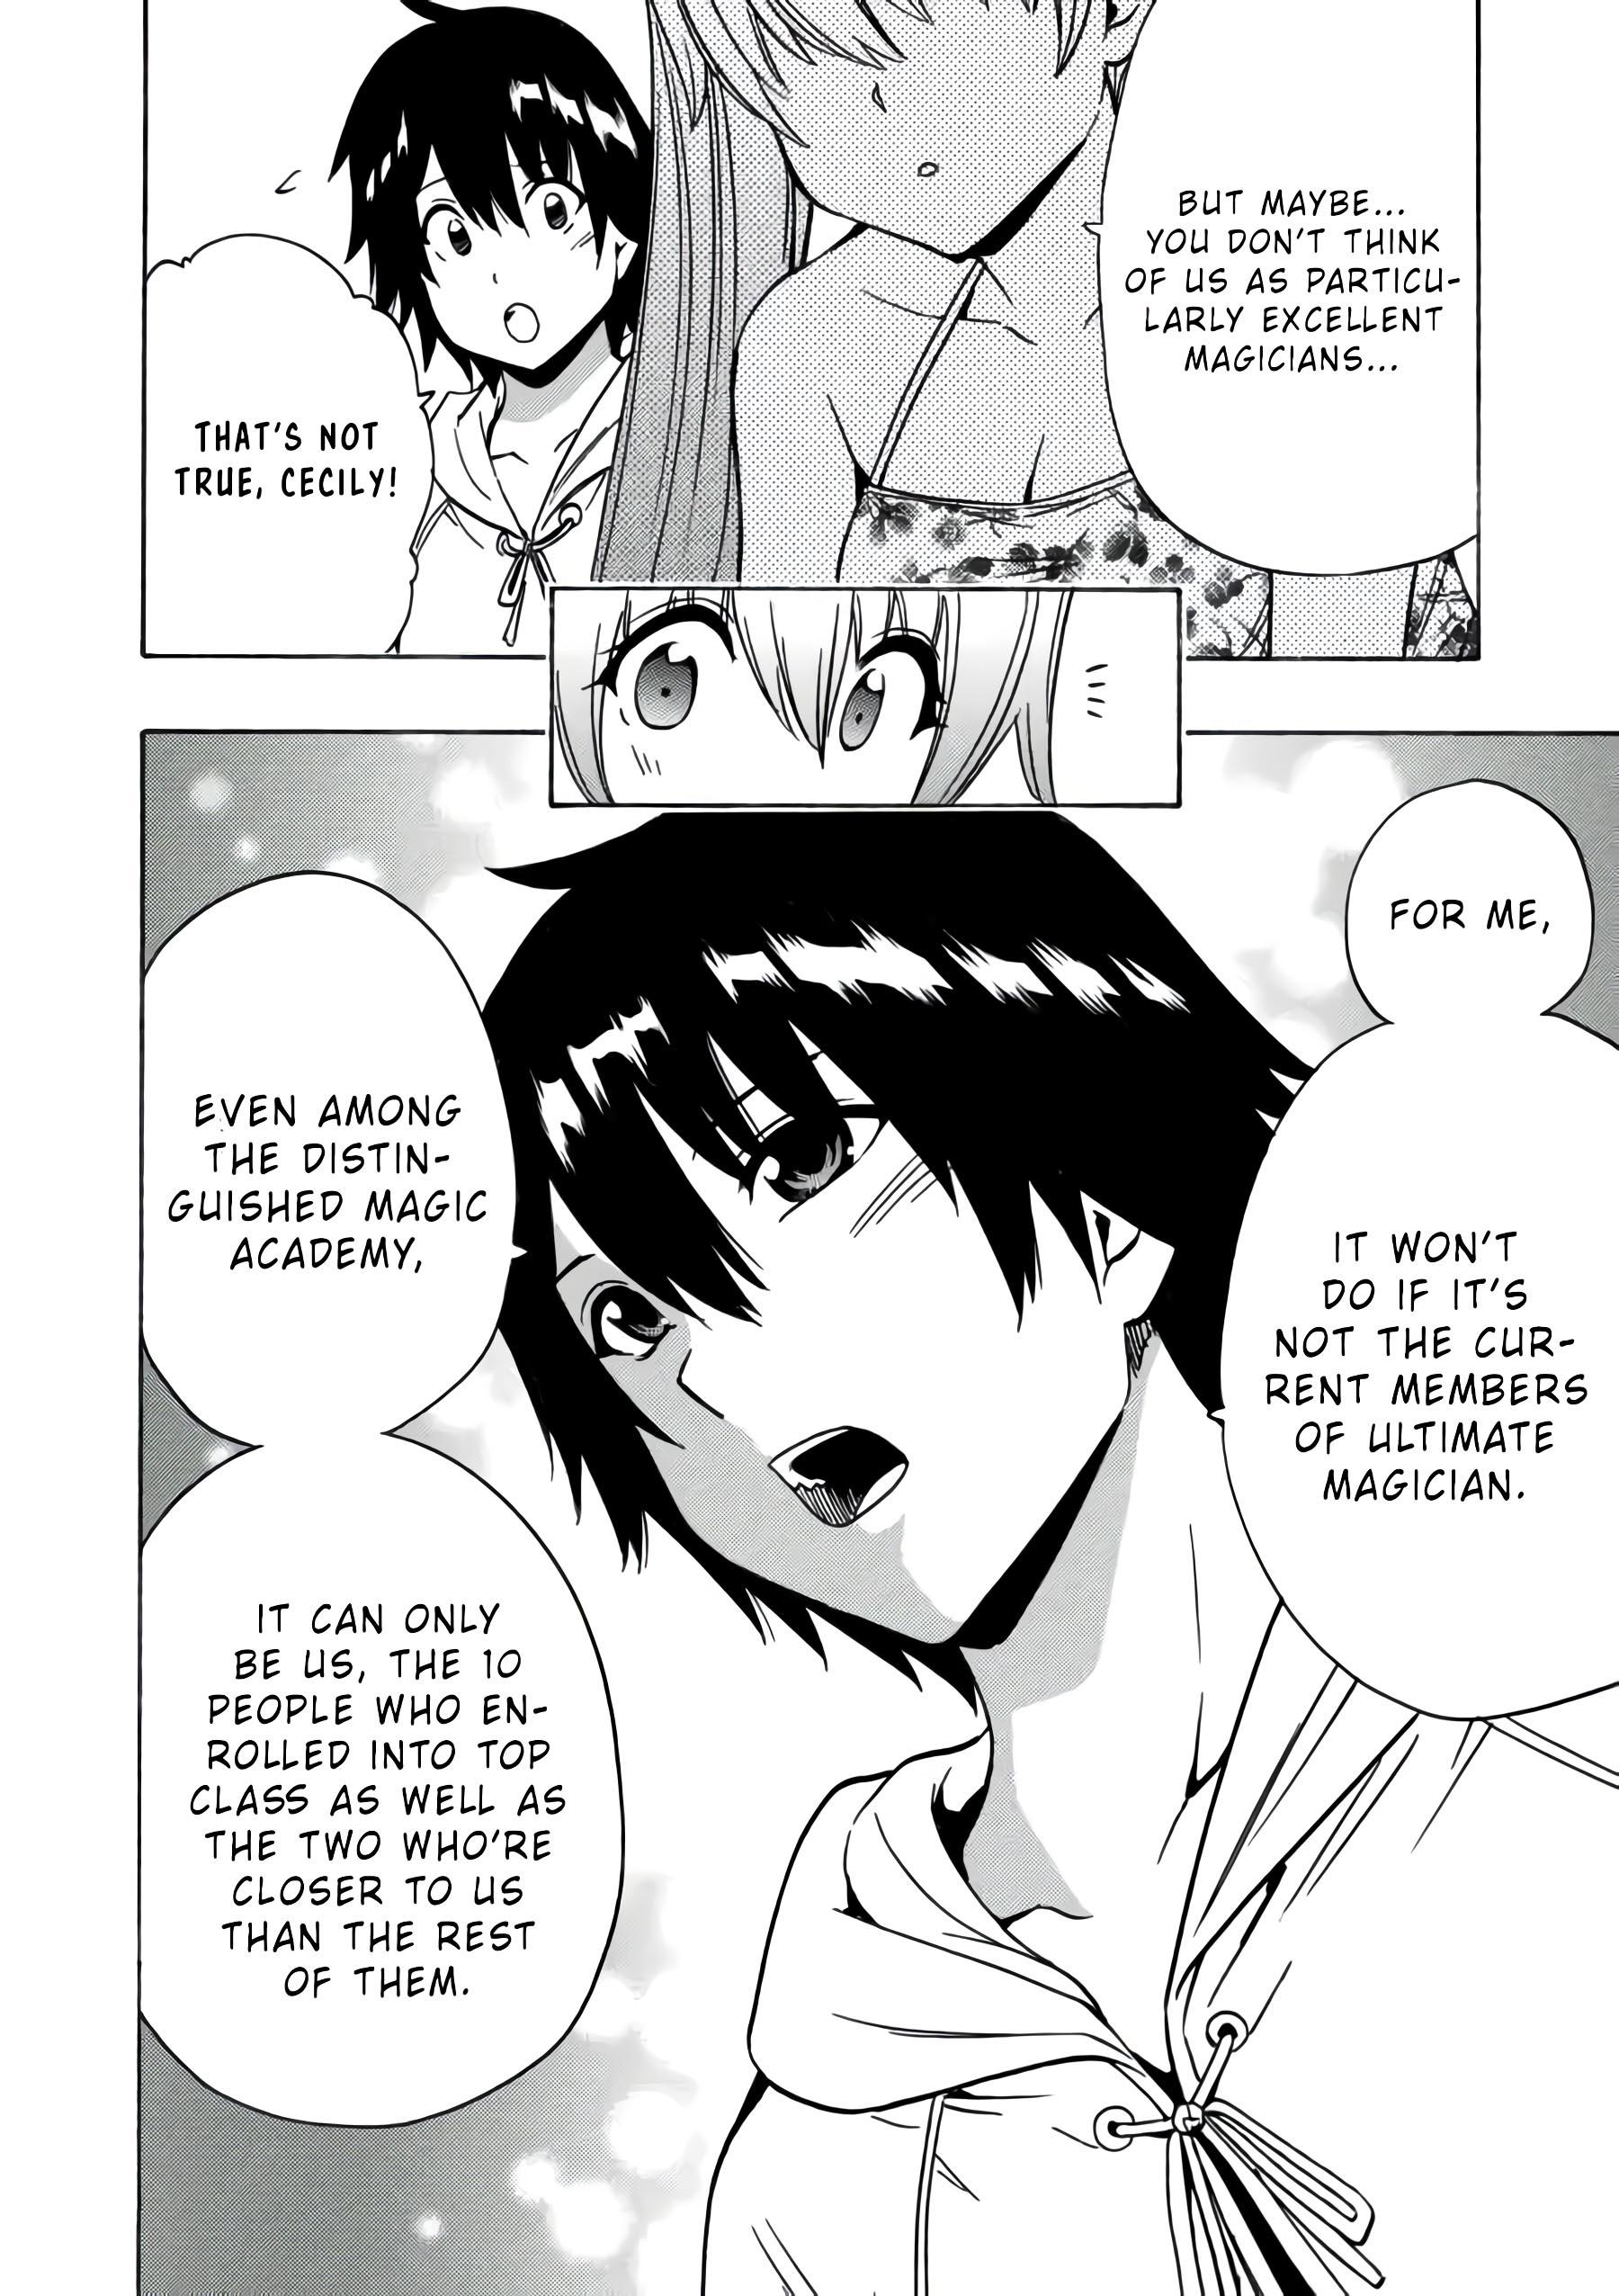 BUT MAYBE...
YOU DON'T THINK
OF US AS PARTICU-
LARLY EXCELLENT
MAGICIANS...
THAT'S NOT
TRUE, CECILY!
FOR ME,
IT WON'T
DO IF IT'S
NOT THE CUR-
RENT MEMBERS
OF ULTIMATE
MAGICIAN.
EVEN AMONG
THE DISTIN-
GUISHED MAGIC
ACADEMY,
IT CAN ONLY
BE US, THE 10
PEOPLE WHO EN-
ROLLED INTO TOP
CLASS AS WELL AS
THE TWO WHO'RE
CLOSER TO US
THAN THE REST
OF THEM.